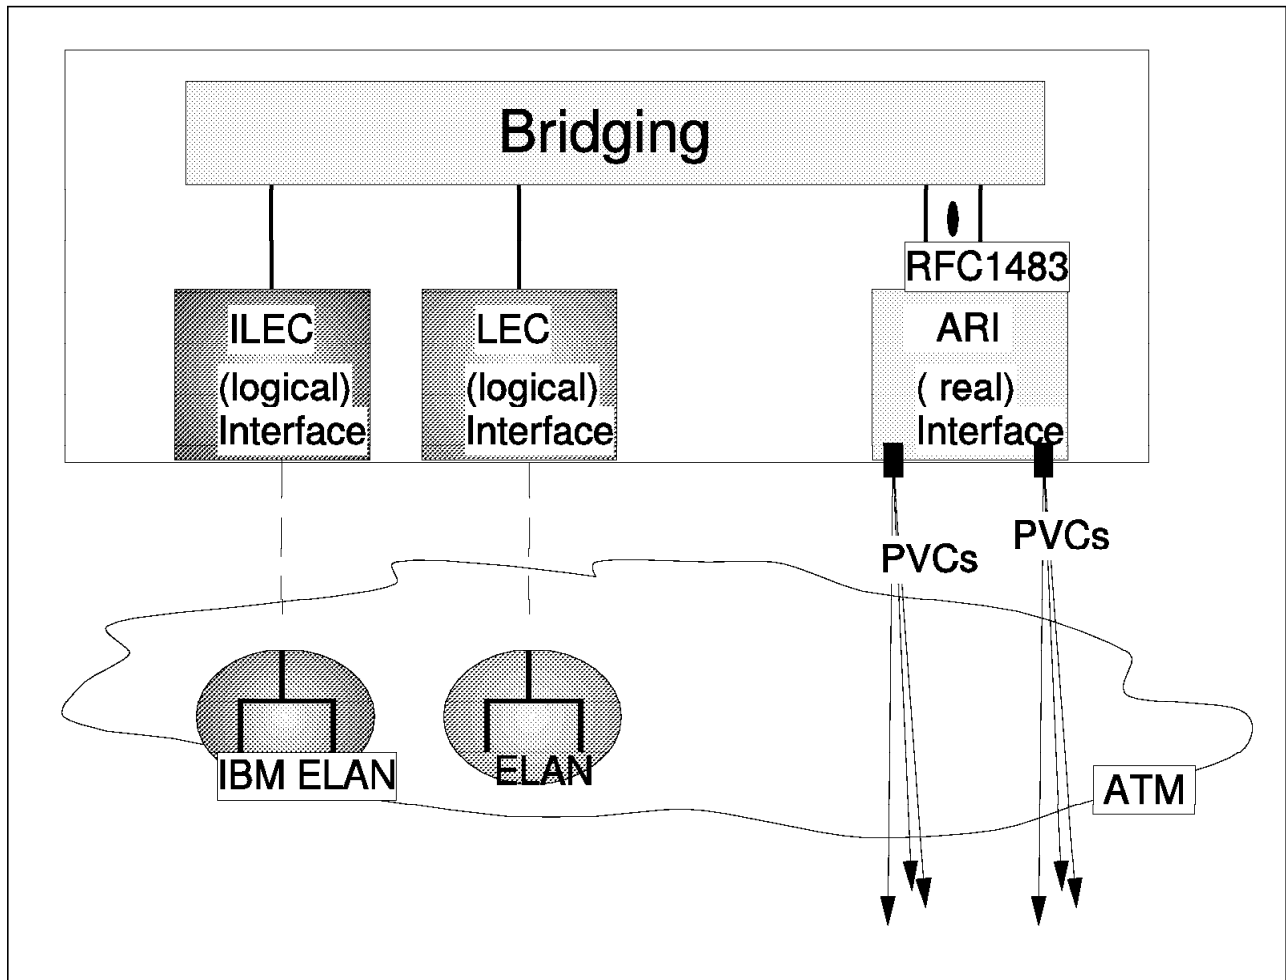 Bridging
RFC1483
ILEC
(logical)
Interface
LEC
(logical)
Interface
ARI
( real)
Interface
PVCs
PVCs
IBM ELAN
ELAN
ATM